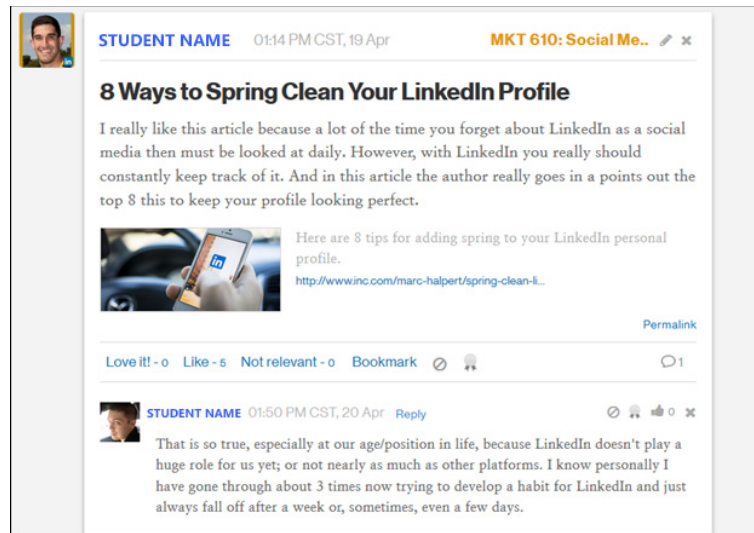 STUDENT NAME 01:14 PM CST, 19 Apr MKT 610: Social Me..
8 Ways to Spring Clean Your LinkedIn Profile
I really like this article because a lot of the time you forget about LinkedIn as a social
media then must be looked at daily. However, with LinkedIn you really should
constantly keep track of it. And in this article the author really goes in a points out the
top 8 this to keep your profile looking perfect.
in
Here are 8 tips for adding spring to your LinkedIn personal
profile.
http://www.inc.com/marc-halpert/spring-clean-li...
Permalink
Love it! - 0 Like - 5 Not relevant - 0 Bookmark 1
STUDENT NAME 01:50 PM CST, 20 Apr Reply 0
That is so true, especially at our age/position in life, because LinkedIn doesn't play a
huge role for us yet; or not nearly as much as other platforms. I know personally I
have gone through about 3 times now trying to develop a habit for LinkedIn and just
always fall off after a week or, sometimes, even a few days.